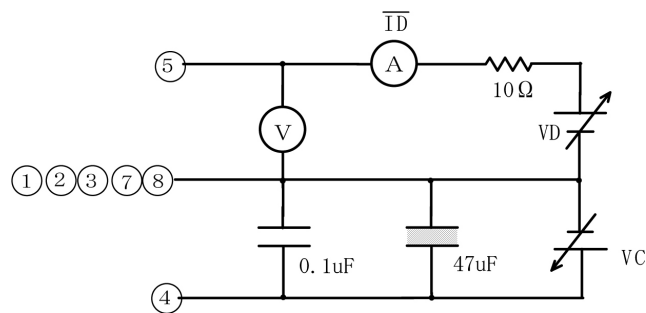 ID
⑤ A
10Ω
V VD
① ② ③ ⑦ ⑧
0.1uF 47uF VC
④